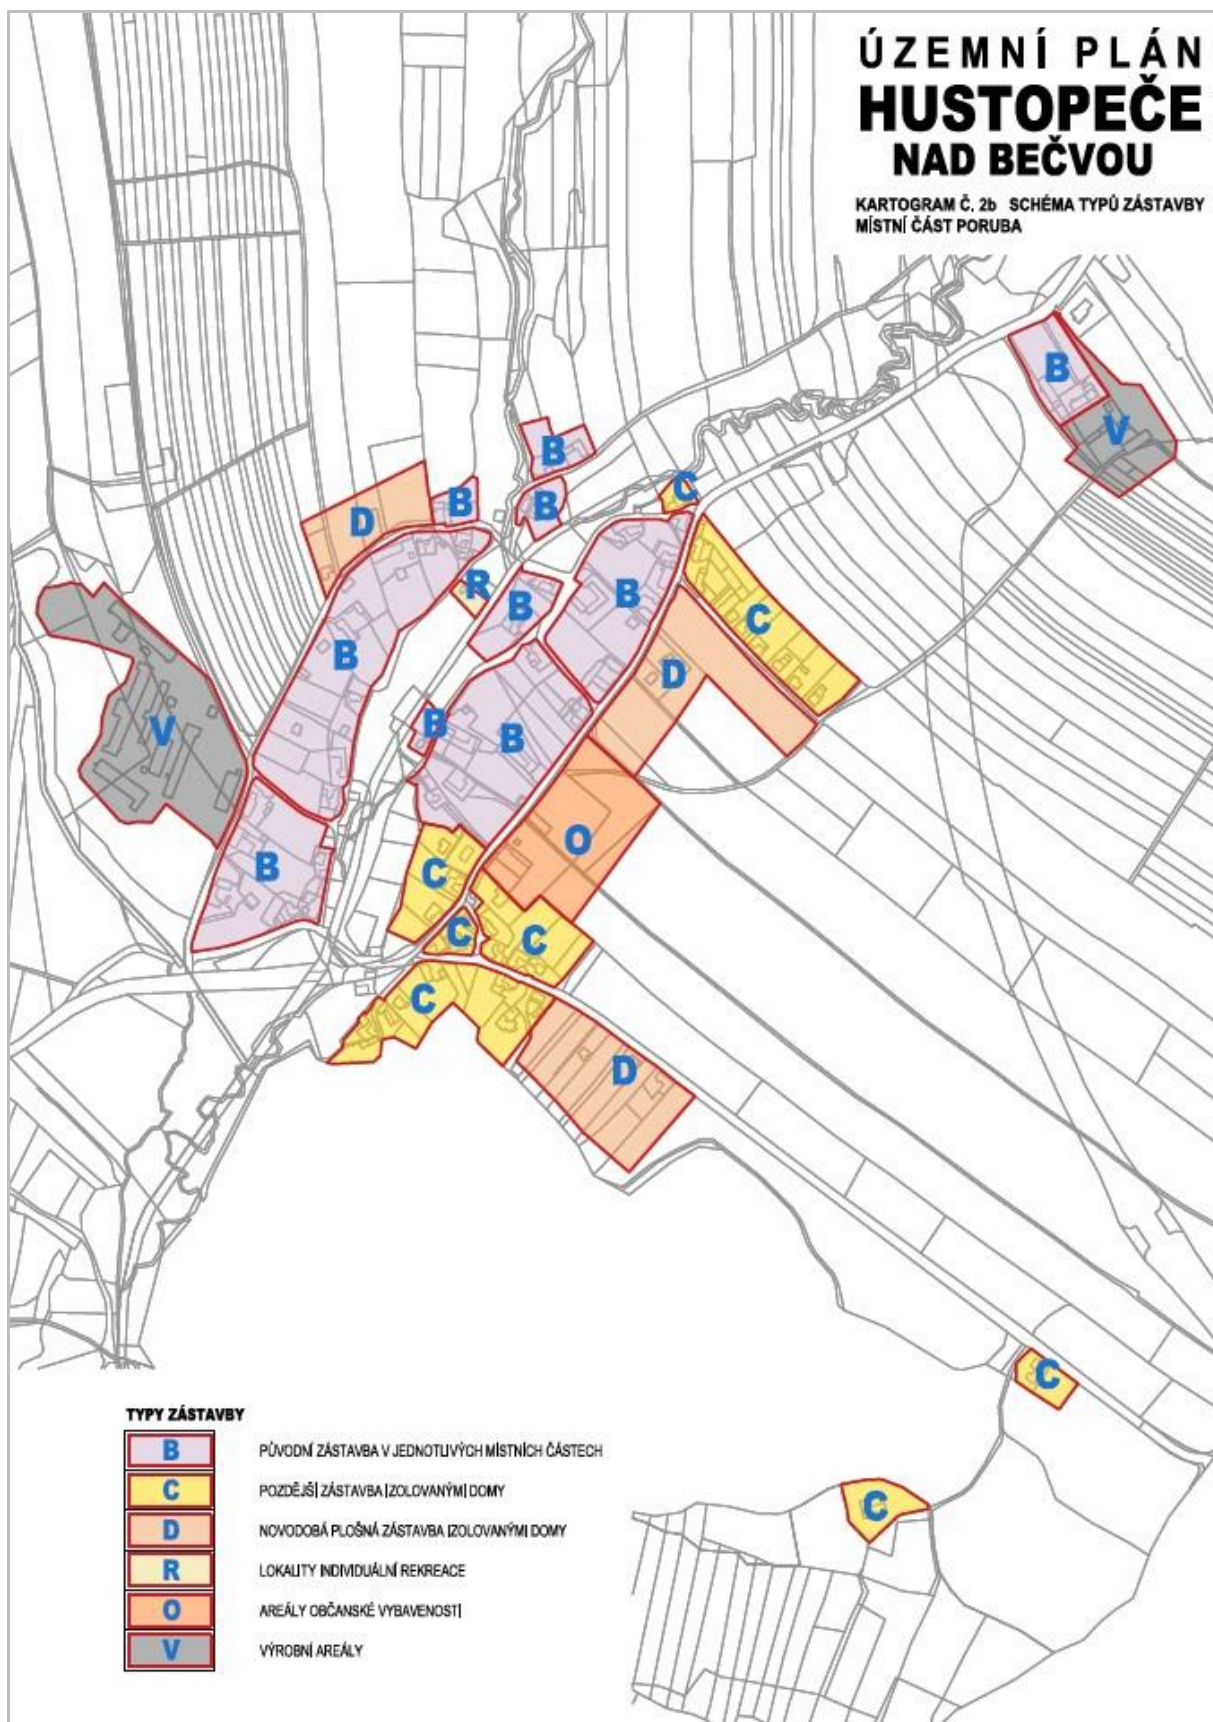 ÚZEMNÍ PLÁN
HUSTOPEČE
NAD BEČVOU
KARTOGRAM Č. 2b SCHÉMA TYPŮ ZÁSTAVBY
MÍSTNÍ ČÁST PORUBA
B
V
B
B
B
C
D
R
B
B
C
B
D
B
B
V
O
B
C
C
C
C
D
C
C
TYPY ZÁSTAVBY
B PŮVODNÍ ZÁSTAVBA V JEDNOTLIVÝCH MÍSTNÍCH ČÁSTECH
C POZDĚJŠÍ ZÁSTAVBA IZOLOVANÝMI DOMY
D NOVODOBÁ PLOŠNÁ ZÁSTAVBA IZOLOVANÝMI DOMY
R LOKALITY INDIVIDUÁLNÍ REKREACE
O AREÁLY OBČANSKÉ VYBAVENOSTI
V VÝROBNÍ AREÁLY